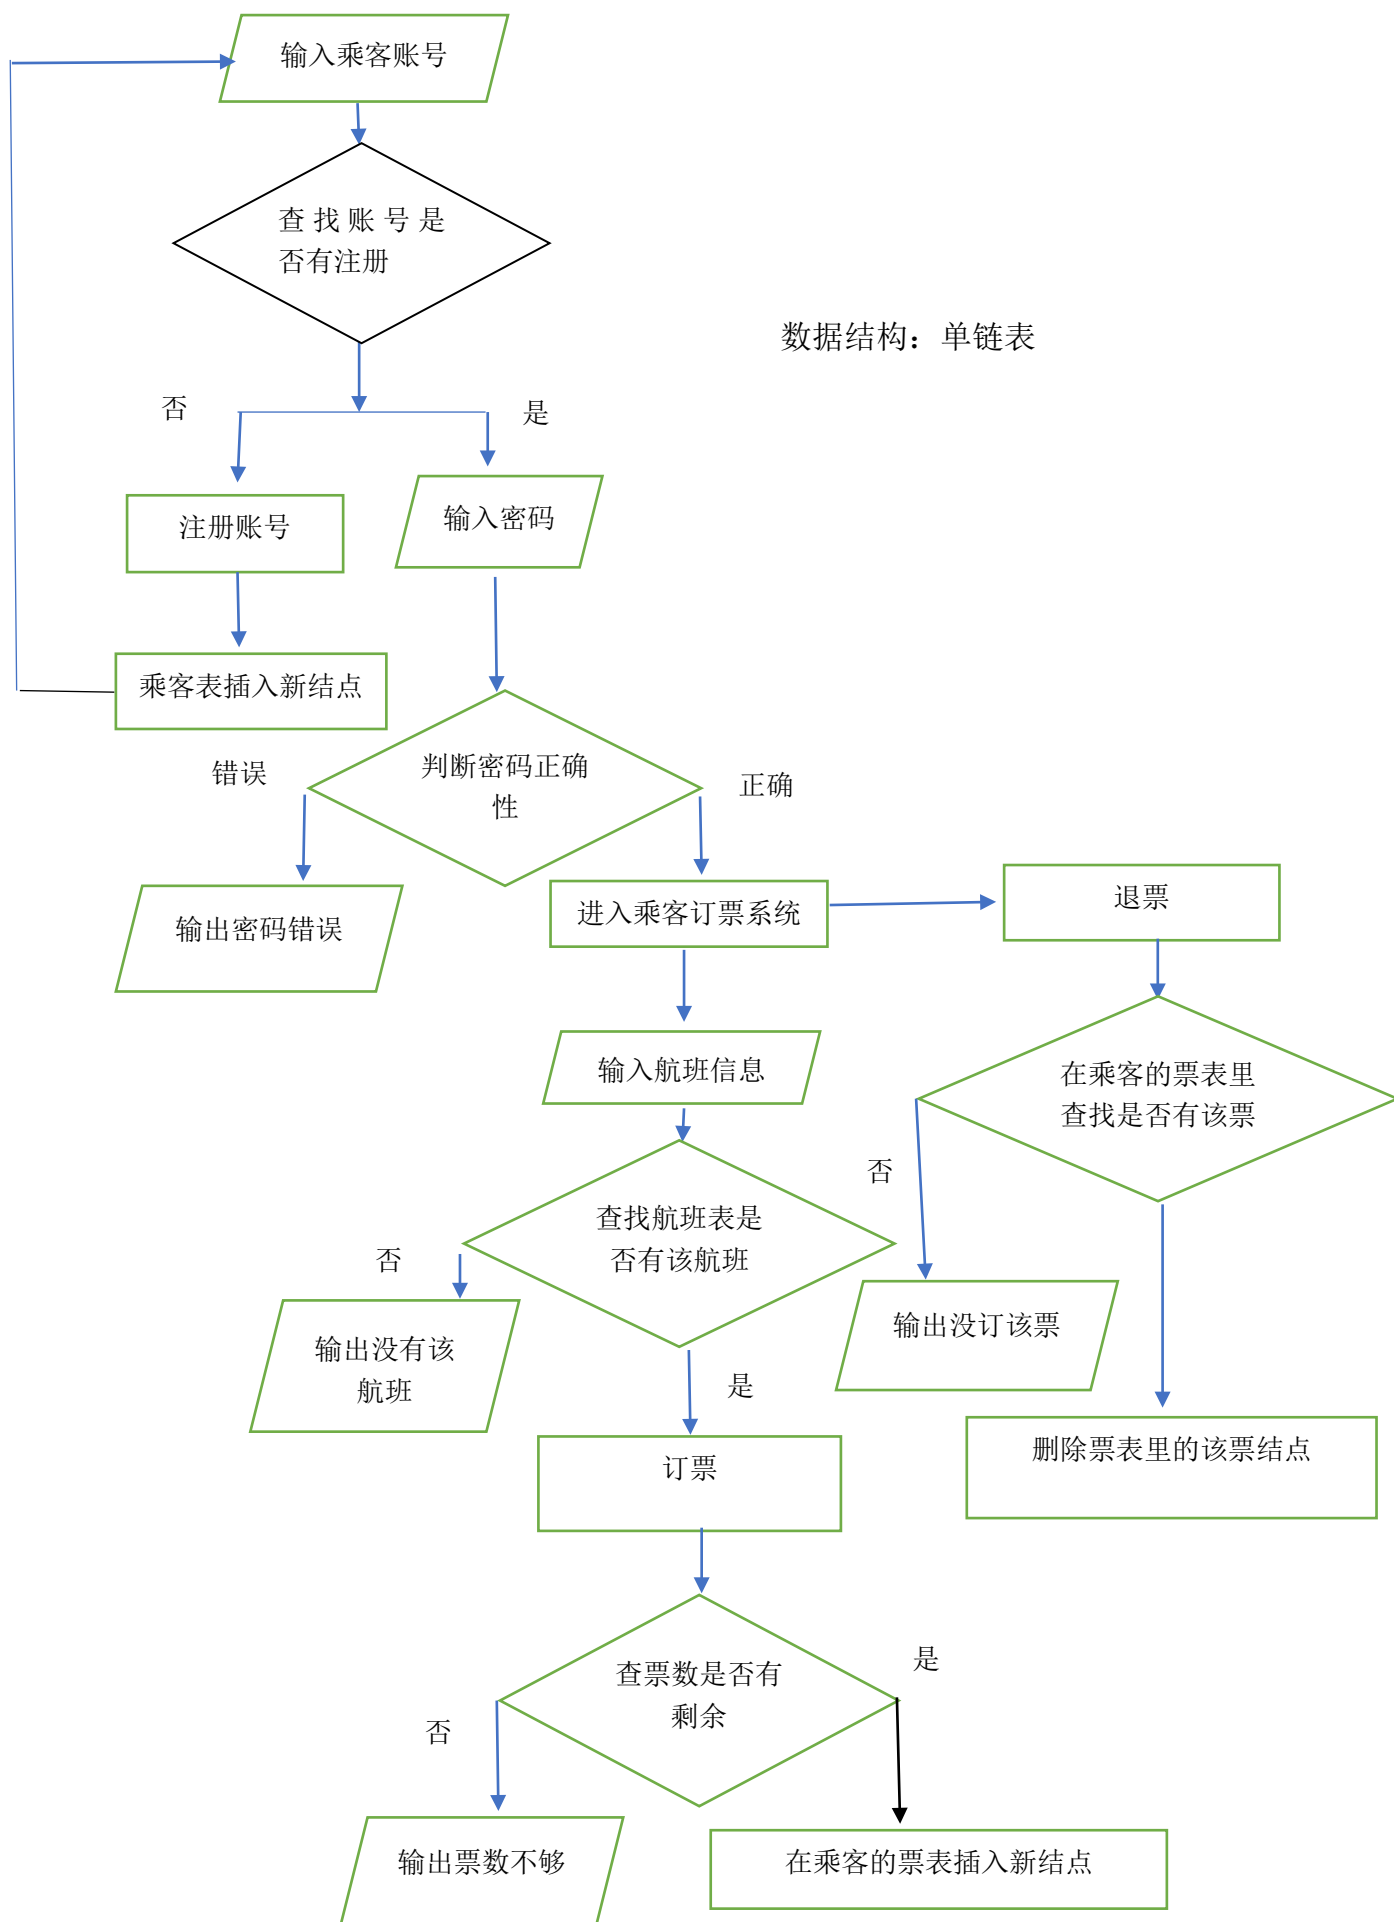 输入乘客账号
查找账号是
否有注册
数据结构：单链表
否
是
注册账号
输入密码
乘客表插入新结点
错误
判断密码正确
性
正确
输出密码错误
进入乘客订票系统
退票
输入航班信息
在乘客的票表里
查找是否有该票
否
查找航班表是
否有该航班
否
输出没有该
航班
输出没订该票
是
订票
删除票表里的该票结点
查票数是否有
剩余
是
否
输出票数不够
在乘客的票表插入新结点